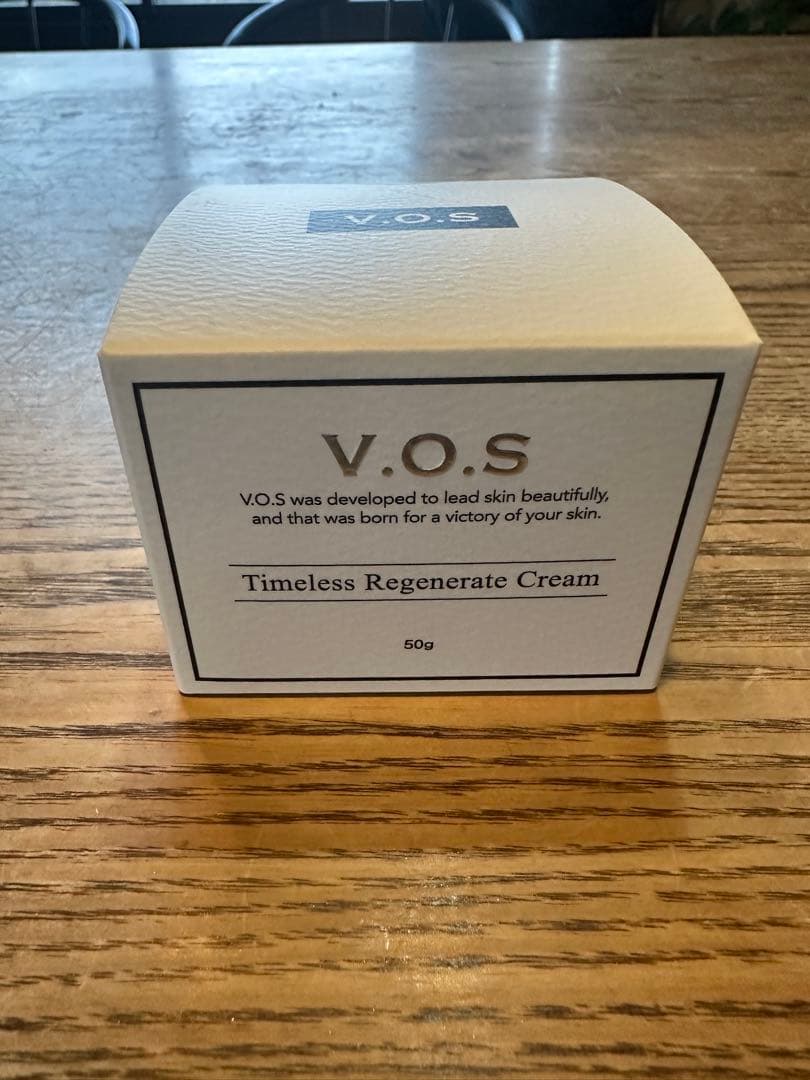 V.O.S
V.O.S
V.O.S was developed to lead skin beautifully,
and that was born for a victory of your skin.
Timeless Regenerate Cream
50g